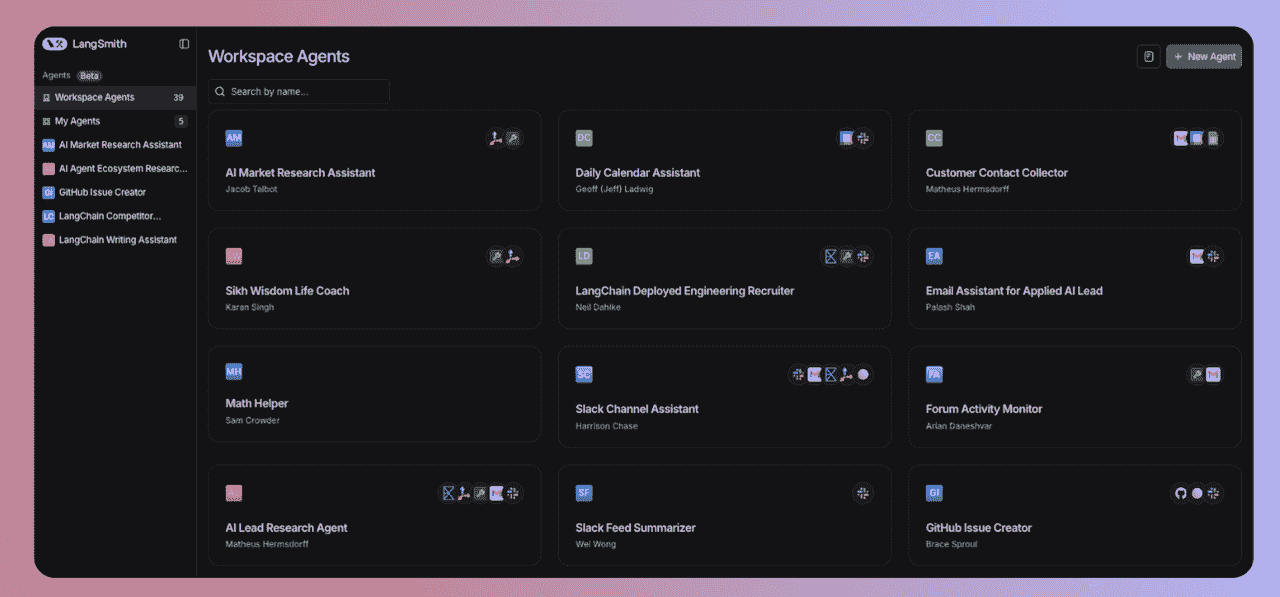 LangSmith
Agents Beta
Workspace Agents 39
My Agents 5
AM AI Market Research Assistant
AI Agent Ecosystem Researc...
GI GitHub Issue Creator
LC LangChain Competitor...
LangChain Writing Assistant
Workspace Agents
+ New Agent
Search by name...
AM
AI Market Research Assistant
Jacob Talbot
DC
Daily Calendar Assistant
Geoff (Jeff) Ladwig
CC
Customer Contact Collector
Matheus Hermsdorff
Sikh Wisdom Life Coach
Karan Singh
LD
LangChain Deployed Engineering Recruiter
Neil Dahlke
EA
Email Assistant for Applied AI Lead
Palash Shah
MH
Math Helper
Sam Crowder
SC
Slack Channel Assistant
Harrison Chase
FA
Forum Activity Monitor
Arian Daneshvar
AI Lead Research Agent
Matheus Hermsdorff
SF
Slack Feed Summarizer
Wei Wong
GI
GitHub Issue Creator
Brace Sproul